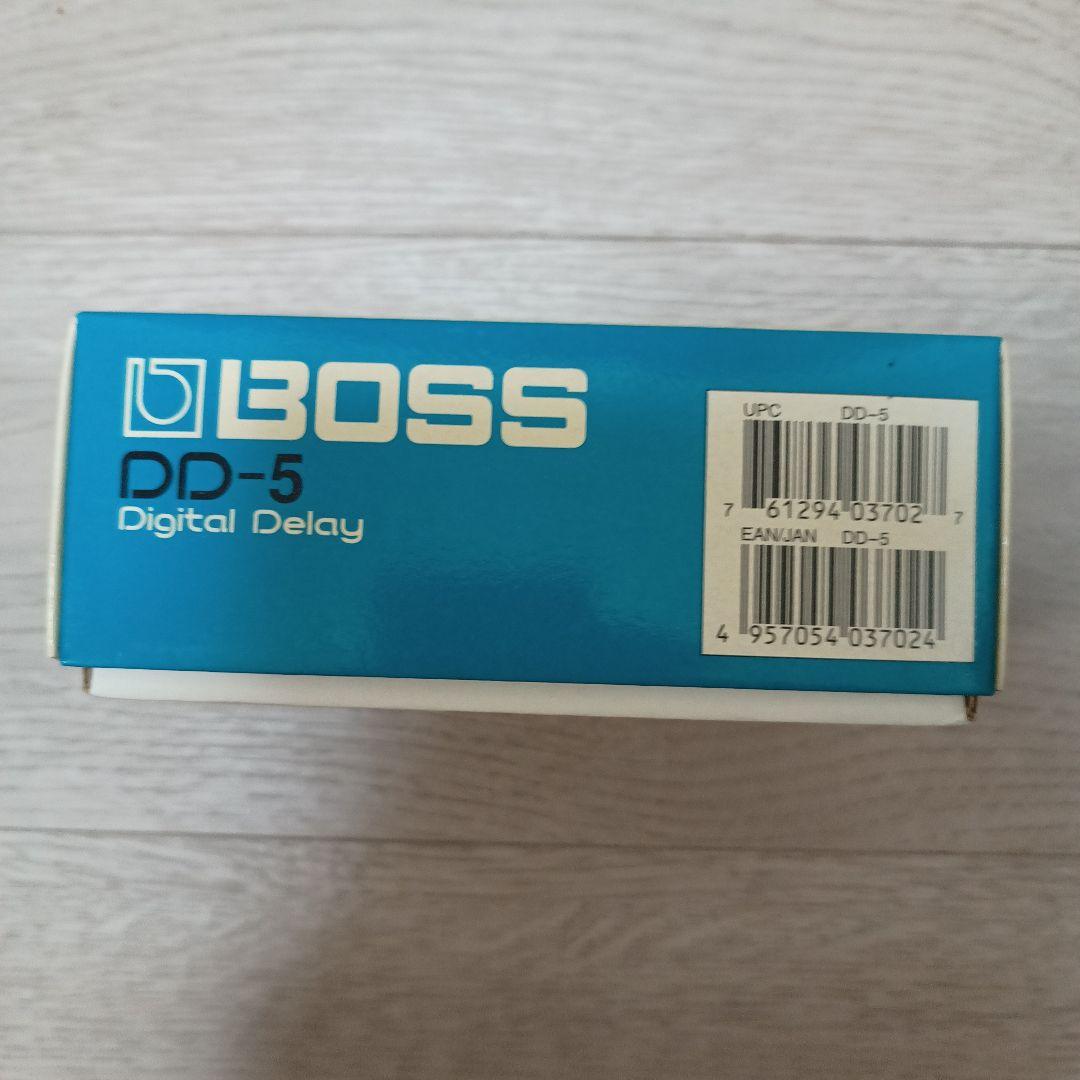 BOSS
DD-5
Digital Delay
UPC DD-5
7 61294 03702 7
EAN/JAN DD-5
4 957054 037024